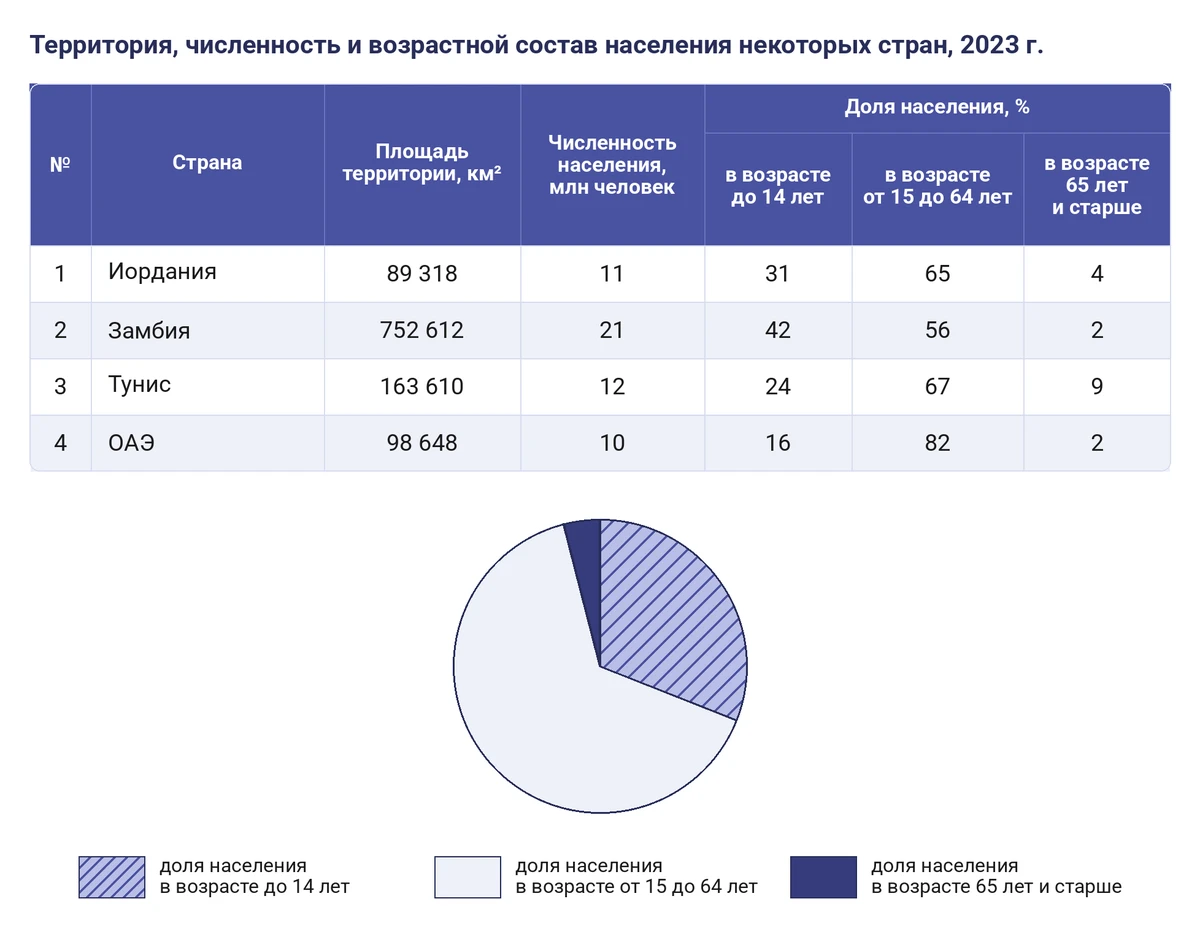 Территория, численность и возрастной состав населения некоторых стран, 2023 г.
№
Страна
Площадь
территории, км²
Численность
населения,
млн человек
Доля населения, %
в возрасте
до 14 лет
в возрасте
от 15 до 64 лет
в возрасте
65 лет
и старше
1 Иордания 89 318 11 31 65 4
2 Замбия 752 612 21 42 56 2
3 Тунис 163 610 12 24 67 9
4 ОАЭ 98 648 10 16 82 2
доля населения
в возрасте до 14 лет
доля населения
в возрасте от 15 до 64 лет
доля населения
в возрасте 65 лет и старше